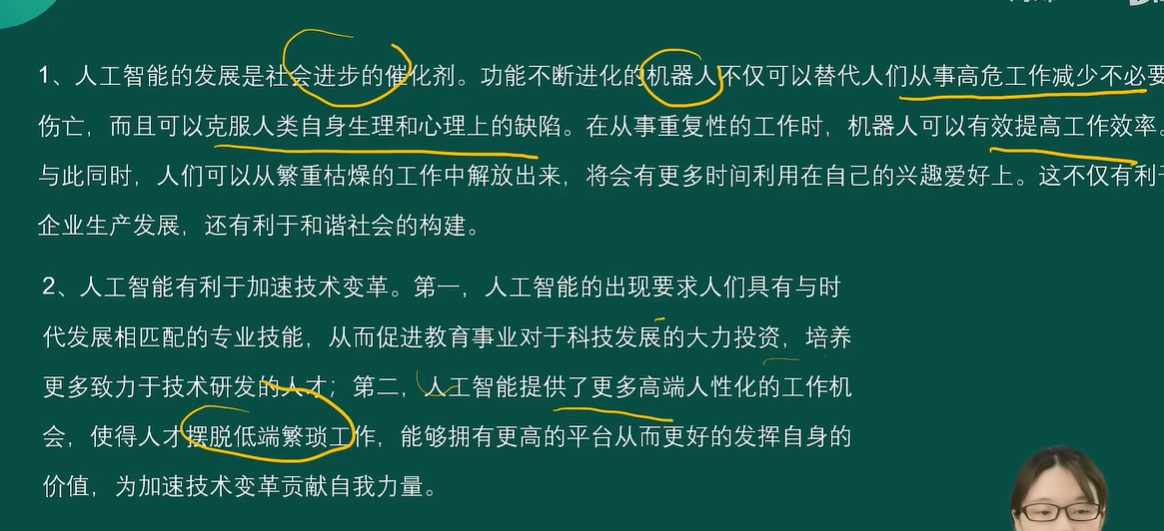 1、人工智能的发展是社会进步的催化剂。功能不断进化的机器人不仅可以替代人们从事高危工作减少不必要
伤亡，而且可以克服人类自身生理和心理上的缺陷。在从事重复性的工作时，机器人可以有效提高工作效率。
与此同时，人们可以从繁重枯燥的工作中解放出来，将会有更多时间利用在自己的兴趣爱好上。这不仅有利于
企业生产发展，还有利于和谐社会的构建。
2、人工智能有利于加速技术变革。第一，人工智能的出现要求人们具有与时
代发展相匹配的专业技能，从而促进教育事业对于科技发展的大力投资，培养
更多致力于技术研发的人才；第二，人工智能提供了更多高端人性化的工作机
会，使得人才摆脱低端繁琐工作，能够拥有更高的平台从而更好的发挥自身的
价值，为加速技术变革贡献自我力量。